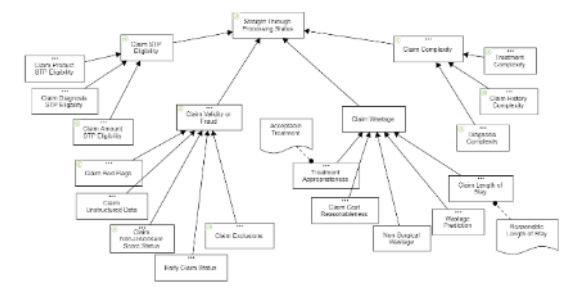 Straight Through
Processing Status
Claim STP
Eligibility
Claim Complexity
Claim Product
STP Eligibility
Treatment
Complexity
Claim Diagnosis
STP Eligibility
Claim History
Complexity
Claim Amount
STP Eligibility
Claim Validity or
Fraud
Acceptable
Treatment
Claim Wastage
Diagnosis
Complexity
Claim Red Flags
Treatment
Appropriateness
Claim Length of
Stay
Claim
Unstructured Data
Claim Cost
Reasonableness
Wastage
Prediction
Claim
Non-Disclosure
Score Status
Claim Exclusions
Non-Surgical
Wastage
Reasonable
Length of Stay
Early Claim Status